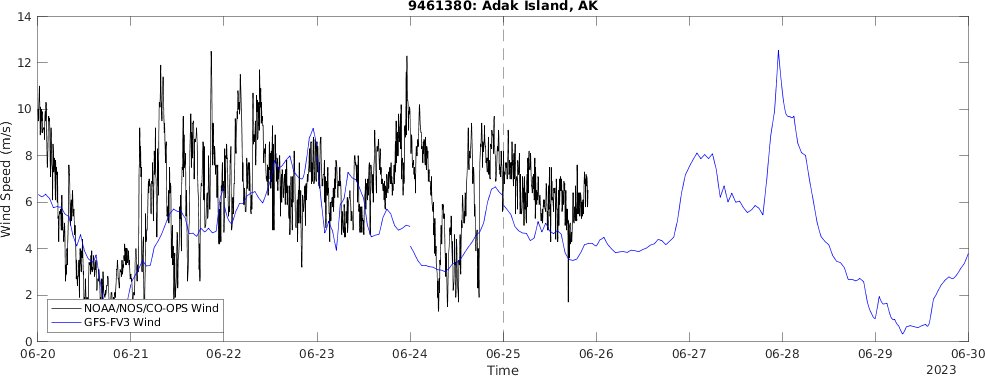 9461380: Adak Island, AK
Wind Speed (m/s)
14
12
10
8
6
4
2
0
NOAA/NOS/CO-OPS Wind
GFS-FV3 Wind
06-20 06-21 06-22 06-23 06-24 06-25 06-26 06-27 06-28 06-29 06-30
Time
2023